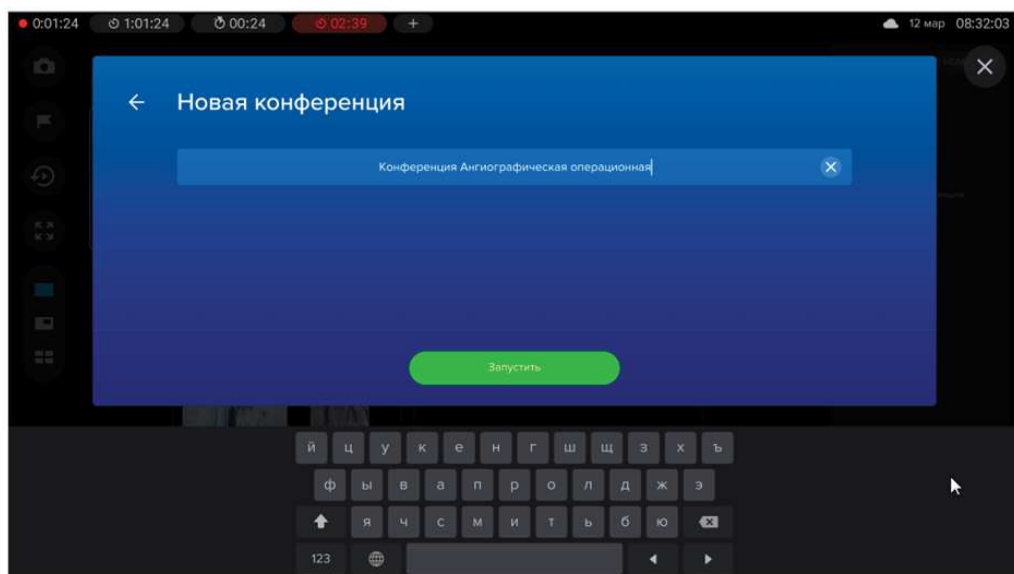 0:01:24 1:01:24 00:24 02:39 + 12 мар 08:32:03
Новая конференция
Конференция Ангиографическая операционная
Запустить
й ц у к е н г ш щ з х ъ
ф ы в а п р о л д ж э
я ч с м и т ь б ю
123